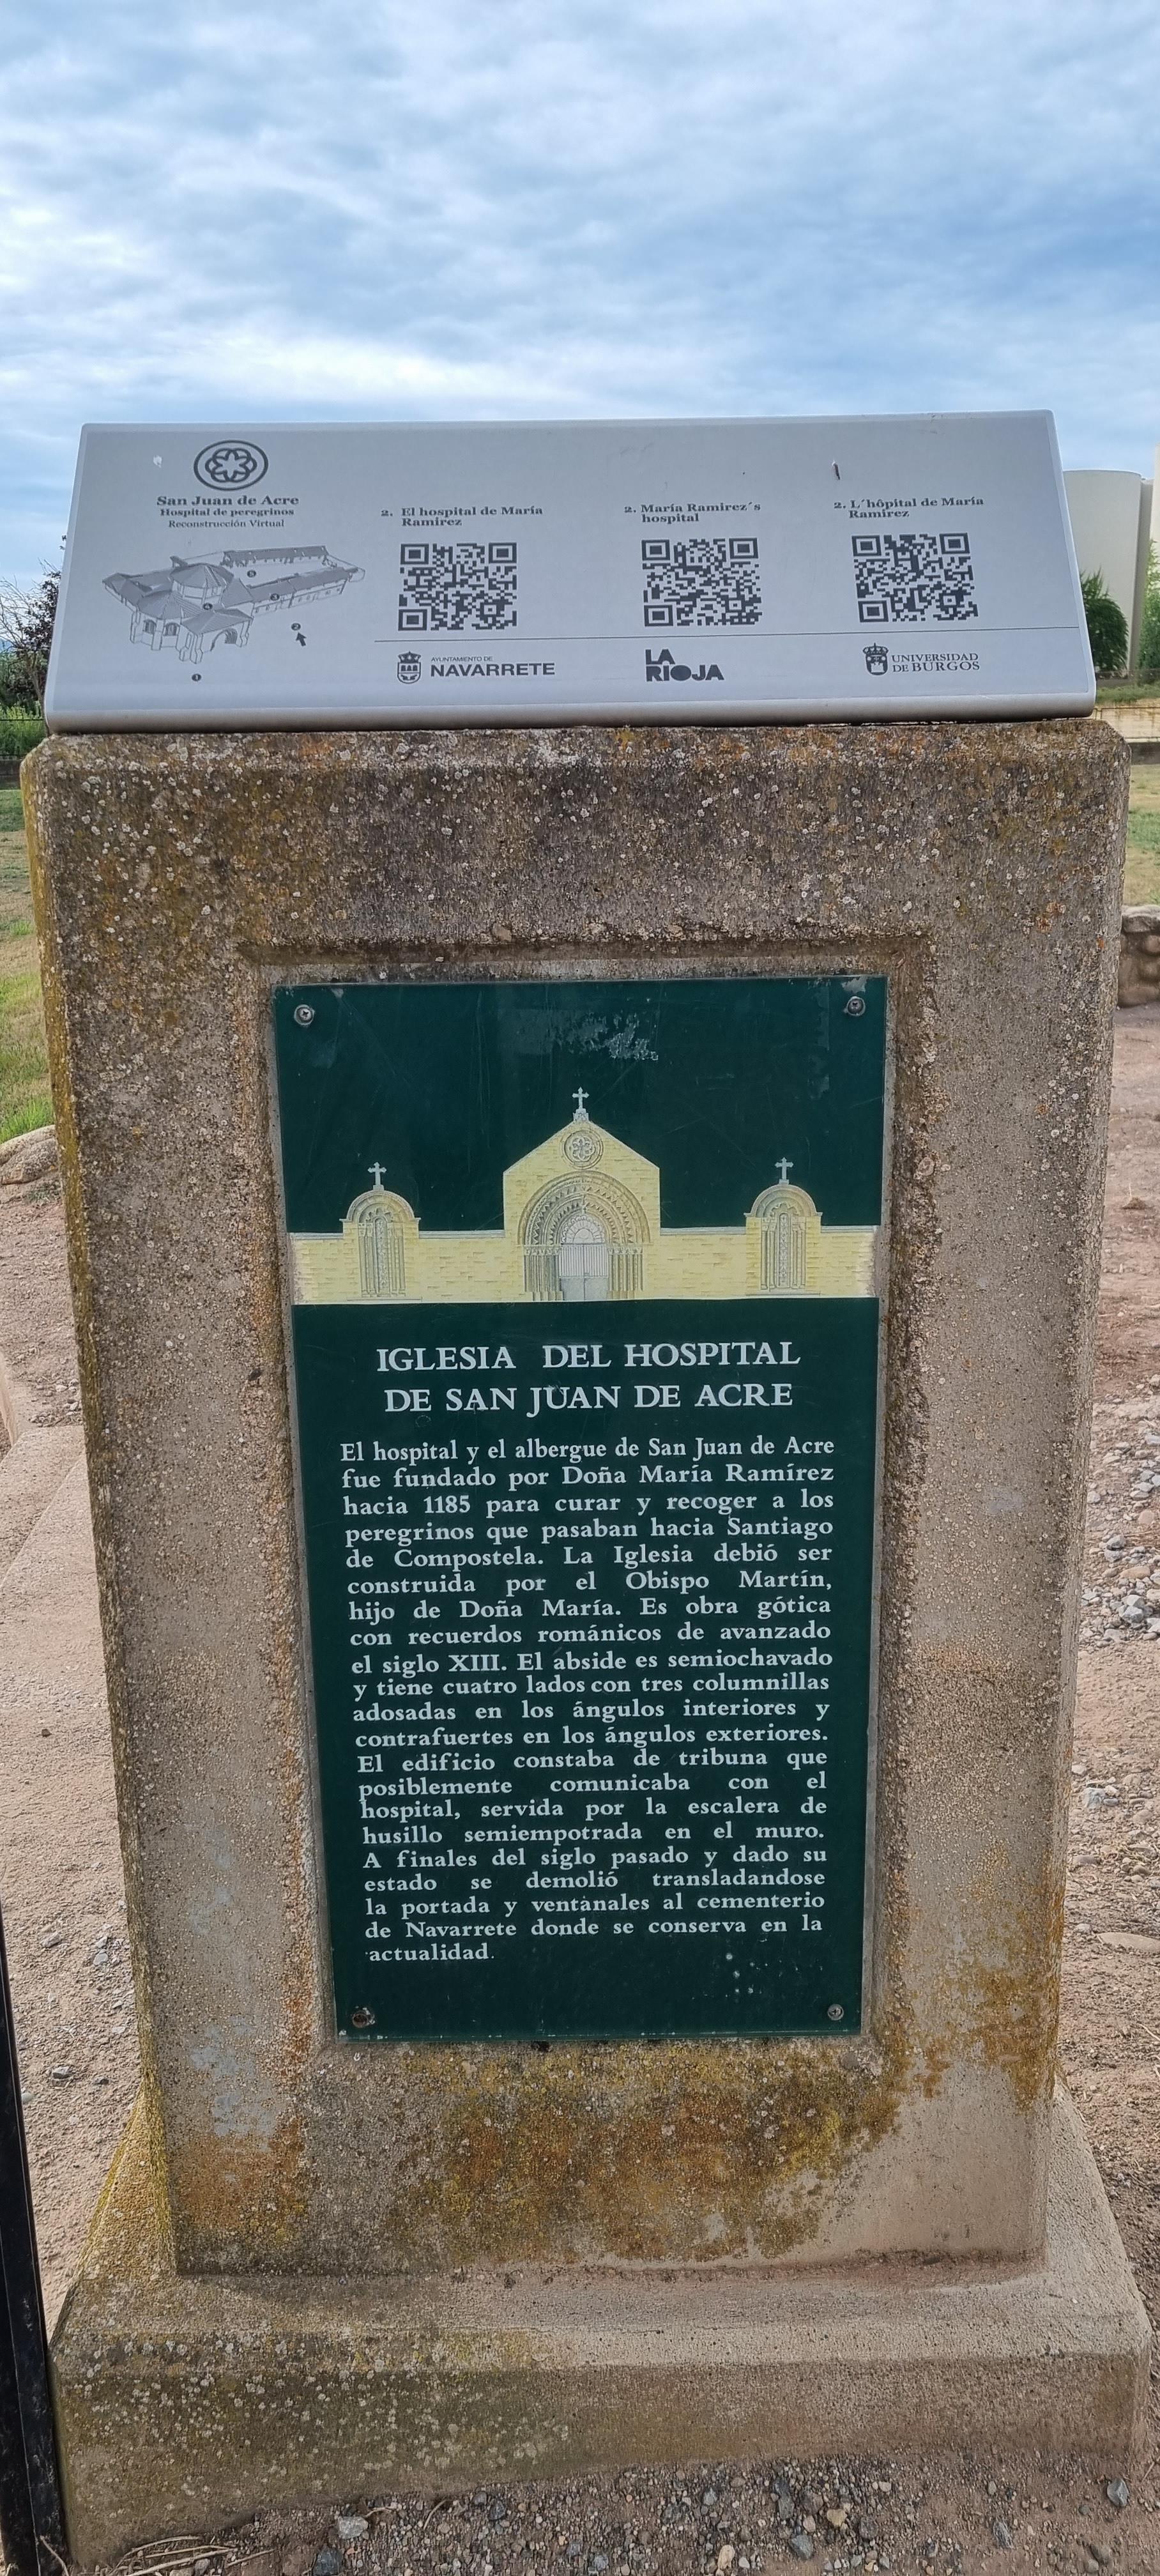 San Juan de Acre
Hospital de peregrinos
Reconstrucción Virtual
5
4
3
2
1
2. El hospital de María
Ramirez
2. María Ramirez´s
hospital
2. L´hôpital de María
Ramírez
AYUNTAMIENTO DE
NAVARRETE
LA
RIOJA
UNIVERSIDAD
DE BURGOS
IGLESIA DEL HOSPITAL
DE SAN JUAN DE ACRE
El hospital y el albergue de San Juan de Acre
fue fundado por Doña María Ramírez
hacia 1185 para curar y recoger a los
peregrinos que pasaban hacia Santiago
de Compostela. La Iglesia debió ser
construida por el Obispo Martín,
hijo de Doña María. Es obra gótica
con recuerdos románicos de avanzado
el siglo XIII. El abside es semiochavado
y tiene cuatro lados con tres columnillas
adosadas en los ángulos interiores y
contrafuertes en los ángulos exteriores.
El edificio constaba de tribuna que
posiblemente comunicaba con el
hospital, servida por la escalera de
husillo semiempotrada en el muro.
A finales del siglo pasado y dado su
estado se demolió transladandose
la portada y ventanales al cementerio
de Navarrete donde se conserva en la
actualidad.